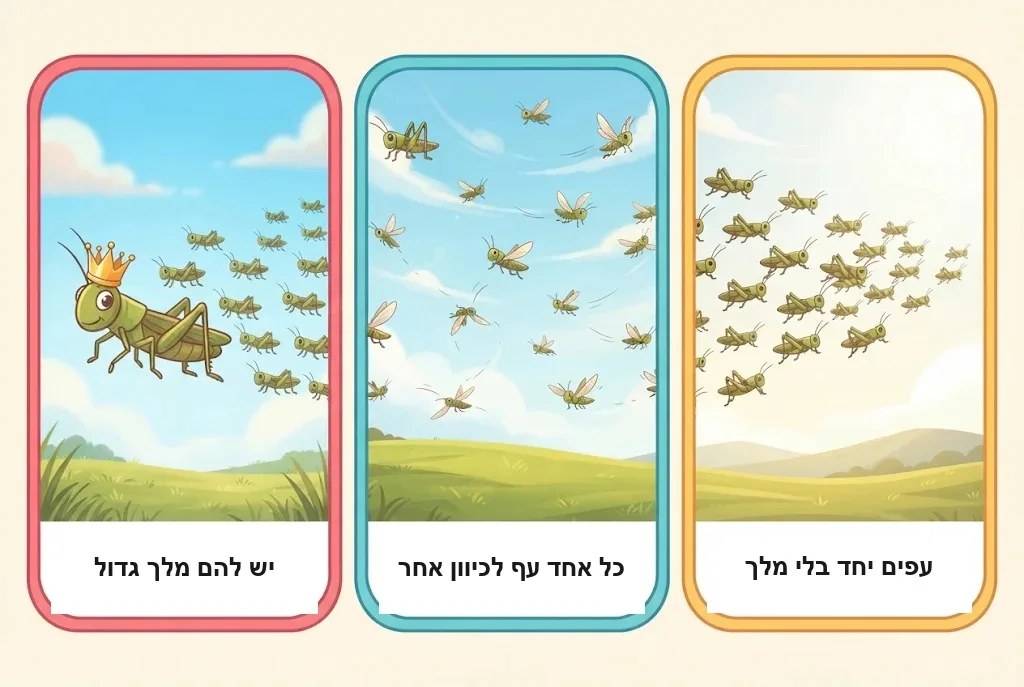 עפים יחד בלי מלך
כל אחד עף לכיוון אחר
יש להם מלך גדול